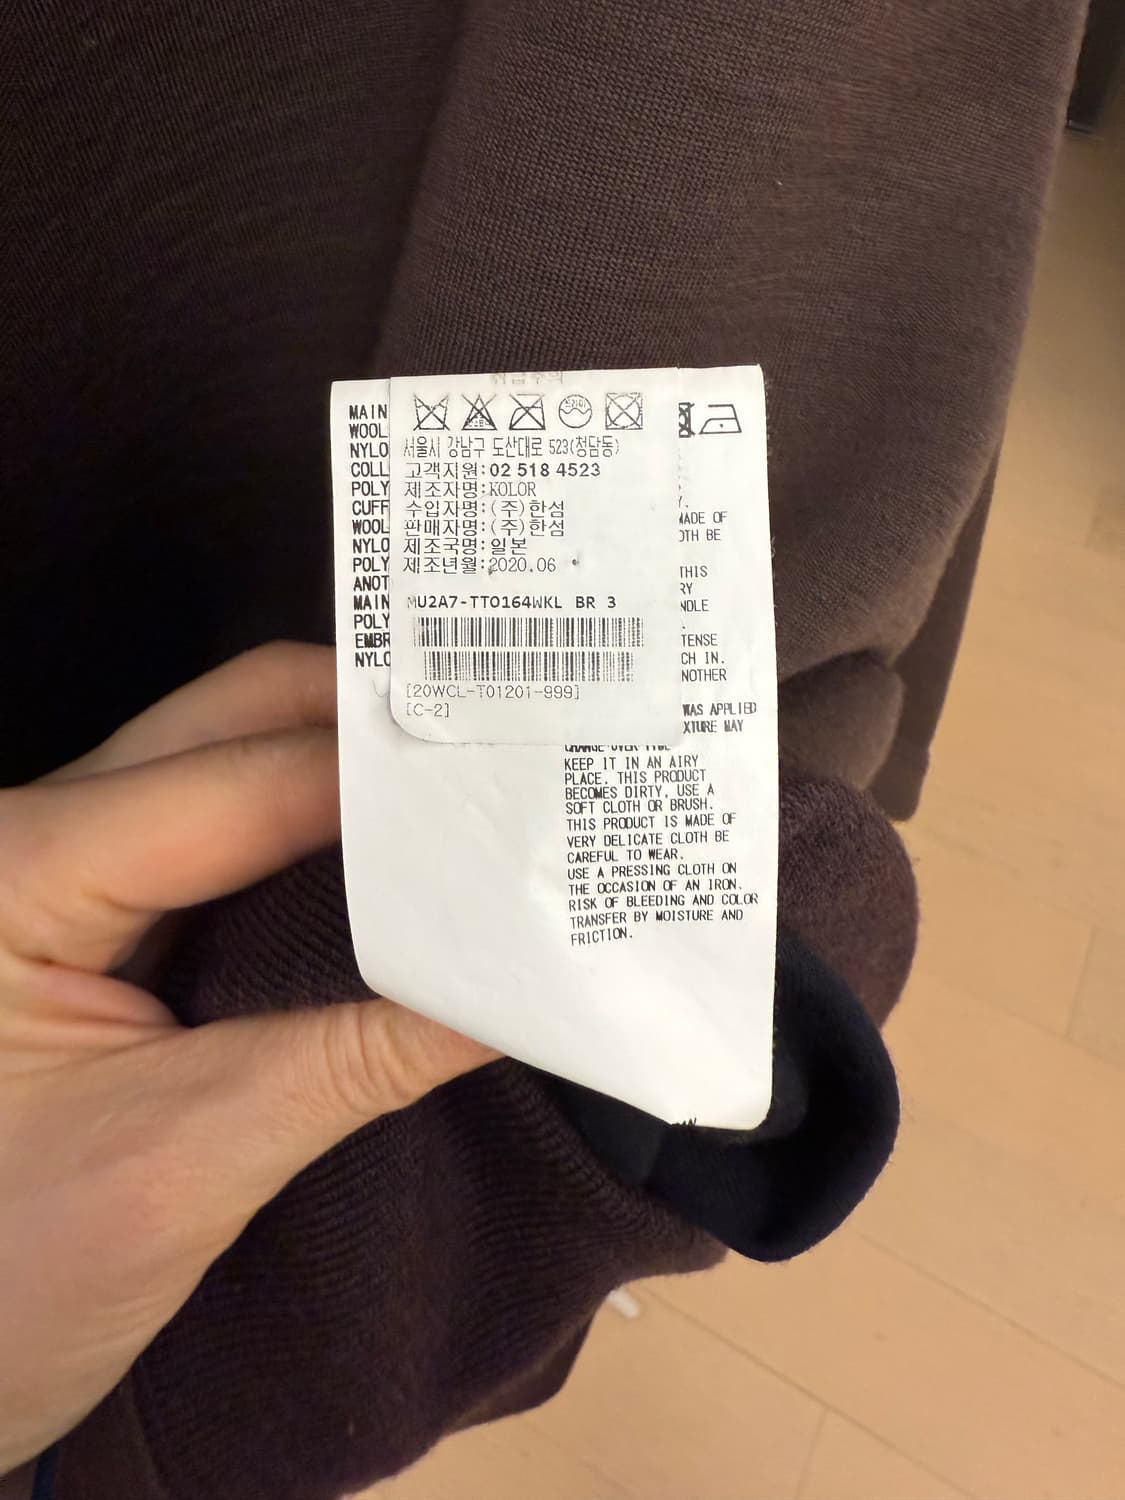 MAIN
WOOL
NYLO
COLL
POLY
CUFF
WOOL
NYLO
POLY
ANOT
MAIN
POLY
EMBR
NYLO
드라이
서울시 강남구 도산대로 523(청담동)
고객지원:02 518 4523
제조자명:KOLOR
수입자명:(주)한섬
판매자명:(주)한섬
제조국명:일본
제조년월:2020.06
MU2A7-TT0164WKL BR 3
[20WCL-T01201-999]
[C-2]
Y.
MADE OF
OTH BE
THIS
RY
NDLE
.
TENSE
CH IN.
NOTHER
WAS APPLIED
XTURE MAY
CHANGE OVER TIME
KEEP IT IN AN AIRY
PLACE. THIS PRODUCT
BECOMES DIRTY, USE A
SOFT CLOTH OR BRUSH.
THIS PRODUCT IS MADE OF
VERY DELICATE CLOTH BE
CAREFUL TO WEAR.
USE A PRESSING CLOTH ON
THE OCCASION OF AN IRON.
RISK OF BLEEDING AND COLOR
TRANSFER BY MOISTURE AND
FRICTION.